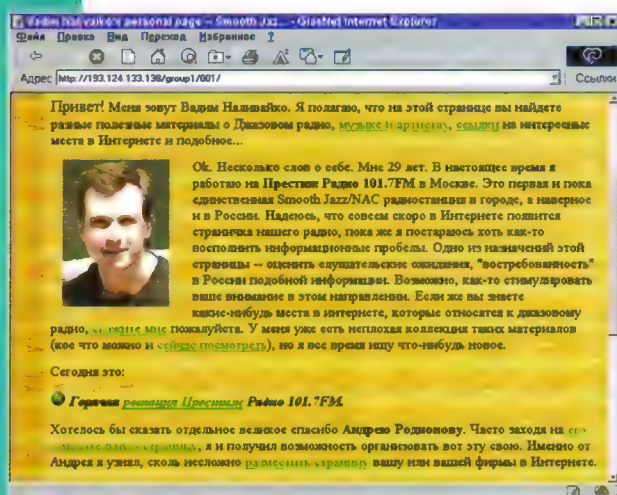 Vadim Nalivaiko's personal page -- Smooth Jaz... - GlasNet Internet Explorer
Файл Правка Вид Переход Избранное ?
Адрес http://193.124.133.138/group1/001/ Ссылки
Привет! Меня зовут Вадим Наливайко. Я полагаю, что на этой странице вы найдете
разные полезные материалы о Джазовом радио, музыке и артистах, ссылки на интересные
места в Интернете и подобное...
Ok. Несколько слов о себе. Мне 29 лет. В настоящее время я
работаю на Престиж Радио 101.7FM в Москве. Это первая и пока
единственная Smooth Jazz/NAC радиостанция в городе, а наверное
и в России. Надеюсь, что совсем скоро в Интернете появится
страничка нашего радио, пока же я постараюсь хоть как-то
восполнить информационные пробелы. Одно из назначений этой
страницы -- оценить слушательские ожидания, "востребованность"
в России подобной информации. Возможно, как-то стимулировать
ваше внимание в этом направлении. Если же вы знаете
какие-нибудь места в интернете, которые относятся к джазовому
радио, укажите мне пожалуйста. У меня уже есть неплохая коллекция таких материалов
(кое что можно и сейчас посмотреть), но я все время ищу что-нибудь новое.
Сегодня это:
Горячая ротация Престиж Радио 101.7FM.
Хотелось бы сказать отдельное великое спасибо Андрею Родионову. Часто заходя на его
страницу, я и получил возможность организовать вот эту свою. Именно от
Андрея я узнал, сколь несложно разместить страницу вашу или вашей фирмы в Интернете.